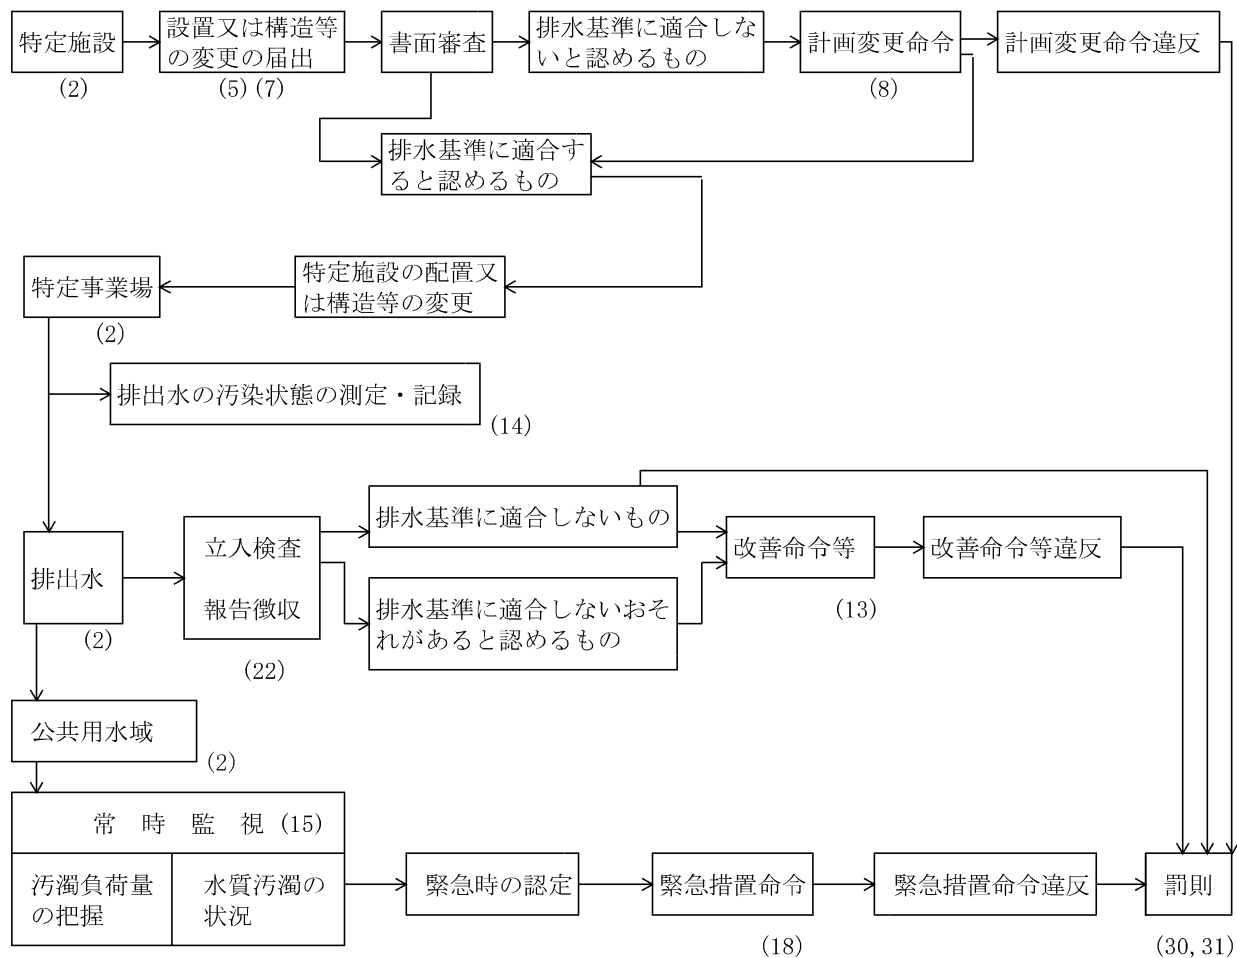 特定施設
設置又は構造等
の変更の届出
書面審査
排水基準に適合しな
いと認めるもの
計画変更命令
計画変更命令違反
(2)
(5) (7)
(8)
排水基準に適合す
ると認めるもの
特定事業場
特定施設の配置又
は構造等の変更
(2)
排出水の汚染状態の測定・記録
(14)
排水基準に適合しないもの
立入検査
報告徴収
排出水
改善命令等
改善命令等違反
排水基準に適合しないおそ
れがあると認めるもの
(13)
(2)
(22)
公共用水域
(2)
常 時 監 視 (15)
汚濁負荷量
の把握
水質汚濁の
状況
緊急時の認定
緊急措置命令
緊急措置命令違反
罰則
(18)
(30, 31)